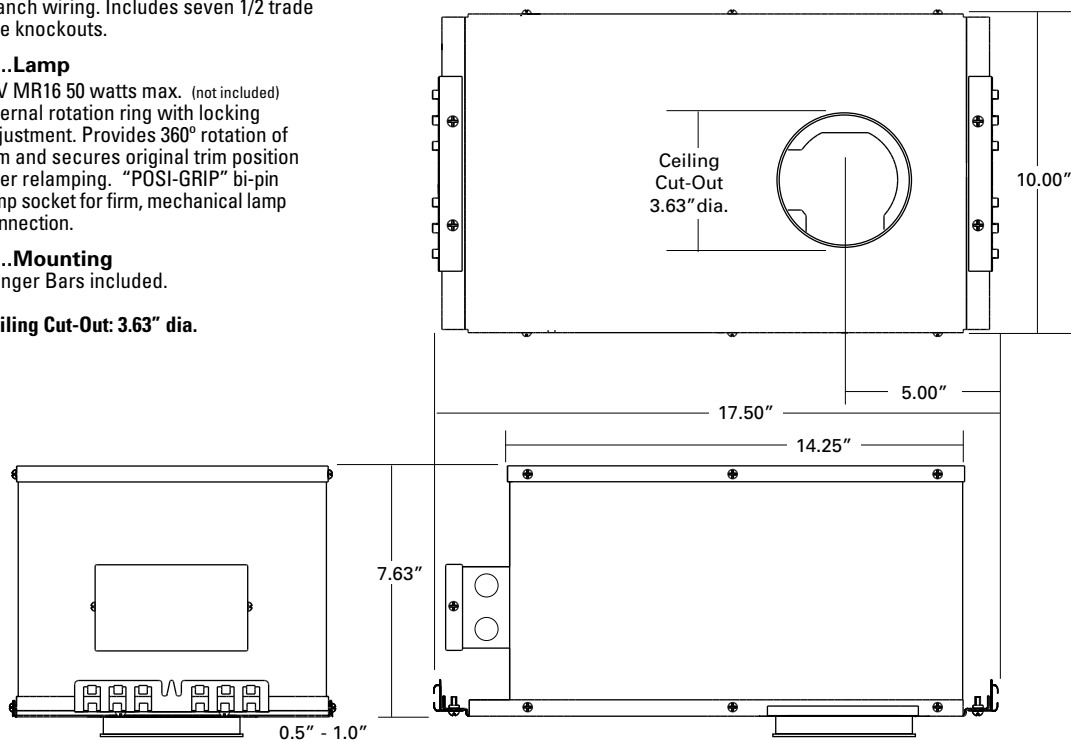 anch wiring. Includes seven 1/2 trade
e knockouts.
...Lamp
V MR16 50 watts max. (not included)
ernal rotation ring with locking
justment. Provides 360º rotation of
m and secures original trim position
er relamping. “POSI-GRIP” bi-pin
mp socket for firm, mechanical lamp
nnection.
...Mounting
nger Bars included.
iling Cut-Out: 3.63” dia.
Ceiling
Cut-Out
3.63”dia.
10.00”
5.00”
17.50”
14.25”
7.63”
0.5” - 1.0”